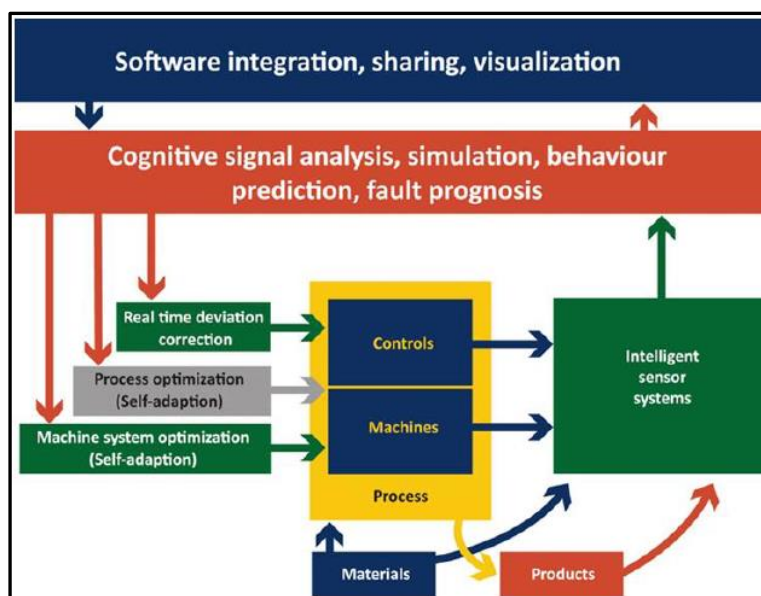 Software integration, sharing, visualization
Cognitive signal analysis, simulation, behaviour
prediction, fault prognosis
Real time deviation
correction
Process optimization
(Self-adaption)
Machine system optimization
(Self-adaption)
Controls
Machines
Process
Intelligent
sensor
systems
Materials
Products